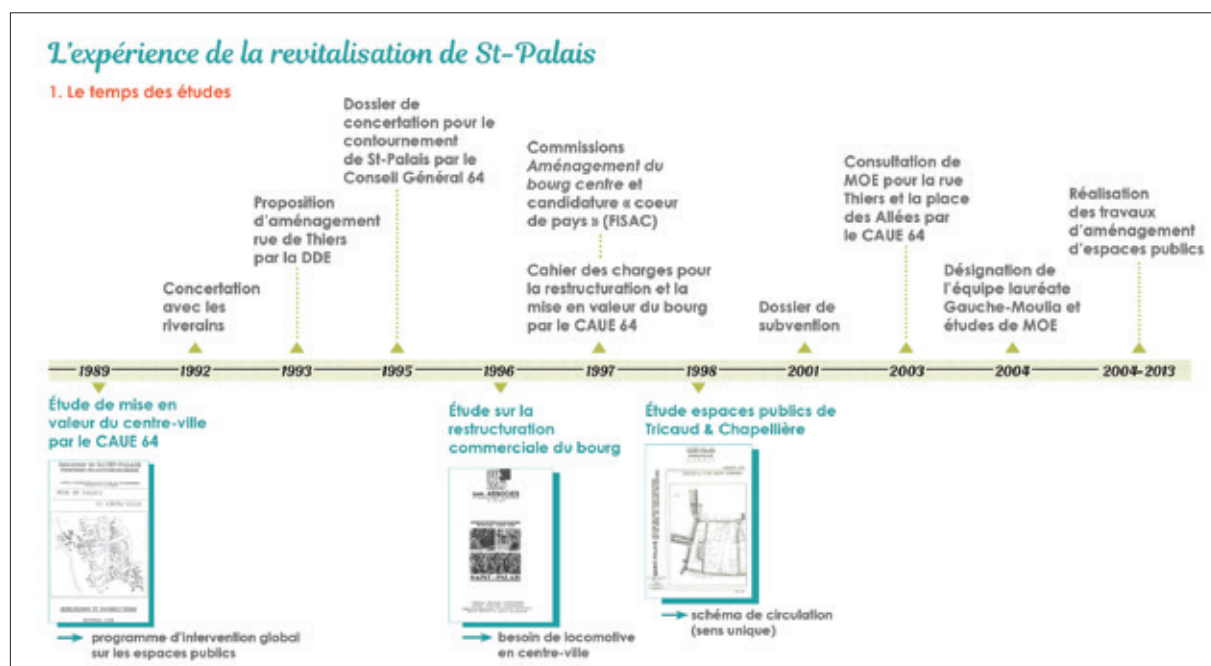 L'expérience de la revitalisation de St-Palais
1. Le temps des études
Dossier de
concertation pour le
contournement
de St-Palais par le
Conseil Général 64
Commissions
Aménagement du
bourg centre et
candidature « coeur
de pays » (FISAC)
Consultation de
MOE pour la rue
Thiers et la place
des Allées par
le CAUE 64
Réalisation
des travaux
d'aménagement
d'espaces publics
Proposition
d'aménagement
rue de Thiers
par la DDE
Concertation
avec les
riverains
Cahier des charges pour
la restructuration et la
mise en valeur du bourg
par le CAUE 64
Dossier de
subvention
Désignation de
l'équipe lauréate
Gauche-Moulia et
études de MOE
1989 1992 1993 1995 1996 1997 1998 2001 2003 2004 2004-2013
Étude de mise en
valeur du centre-ville
par le CAUE 64
Étude sur la
restructuration
commerciale du bourg
Étude espaces publics de
Tricaud & Chapellière
SAINT-PALAIS
programme d'intervention global
sur les espaces publics
besoin de locomotive
en centre-ville
schéma de circulation
(sens unique)